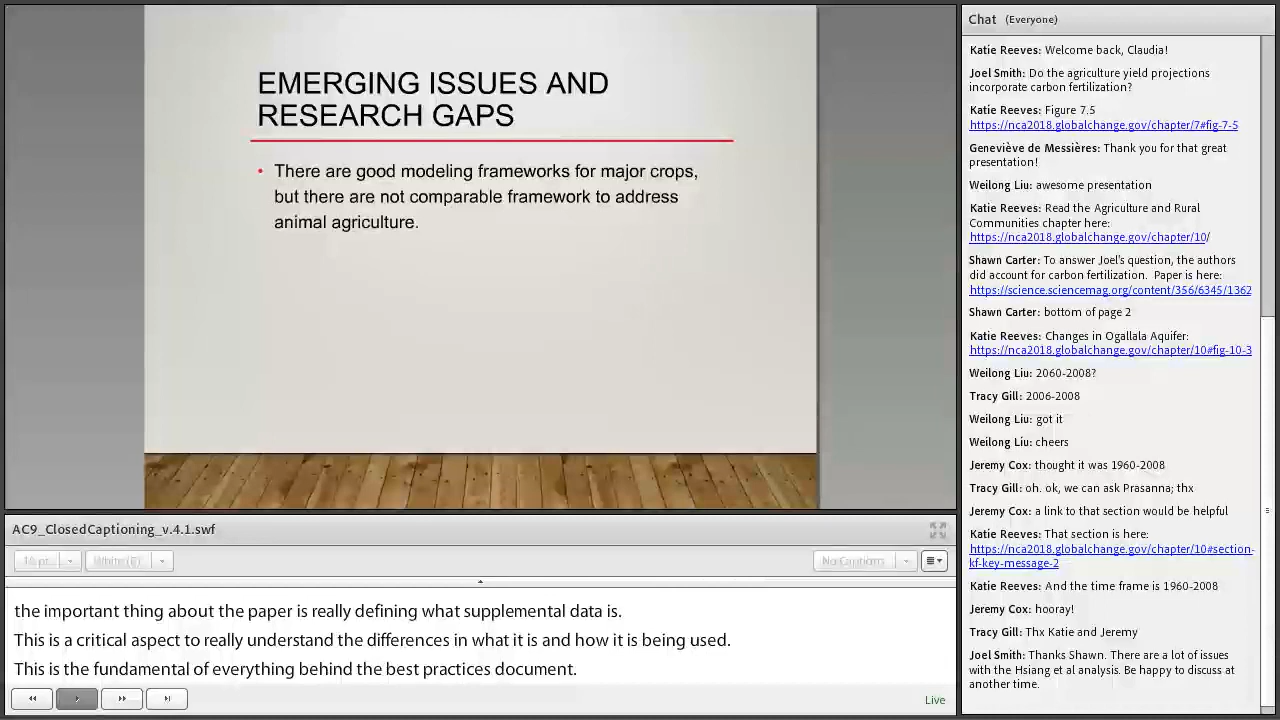 EMERGING ISSUES AND
RESEARCH GAPS
• There are good modeling frameworks for major crops,
but there are not comparable framework to address
animal agriculture.
AC9_ClosedCaptioning_v.4.1.swf
No Captions
the important thing about the paper is really defining what supplemental data is.
This is a critical aspect to really understand the differences in what it is and how it is being used.
This is the fundamental of everything behind the best practices document.
Live
Chat (Everyone)
Katie Reeves: Welcome back, Claudia!
Joel Smith: Do the agriculture yield projections
incorporate carbon fertilization?
Katie Reeves: Figure 7.5
https://nca2018.globalchange.gov/chapter/7#fig-7-5
Geneviève de Messières: Thank you for that great
presentation!
Weilong Liu: awesome presentation
Katie Reeves: Read the Agriculture and Rural
Communities chapter here:
https://nca2018.globalchange.gov/chapter/10/
Shawn Carter: To answer Joel's question, the authors
did account for carbon fertilization. Paper is here:
https://science.sciencemag.org/content/356/6345/1362
Shawn Carter: bottom of page 2
Katie Reeves: Changes in Ogallala Aquifer:
https://nca2018.globalchange.gov/chapter/10#fig-10-3
Weilong Liu: 2060-2008?
Tracy Gill: 2006-2008
Weilong Liu: got it
Weilong Liu: cheers
Jeremy Cox: thought it was 1960-2008
Tracy Gill: oh. ok, we can ask Prasanna; thx
Jeremy Cox: a link to that section would be helpful
Katie Reeves: That section is here:
https://nca2018.globalchange.gov/chapter/10#section-
kf-key-message-2
Katie Reeves: And the time frame is 1960-2008
Jeremy Cox: hooray!
Tracy Gill: Thx Katie and Jeremy
Joel Smith: Thanks Shawn. There are a lot of issues
with the Hsiang et al analysis. Be happy to discuss at
another time.